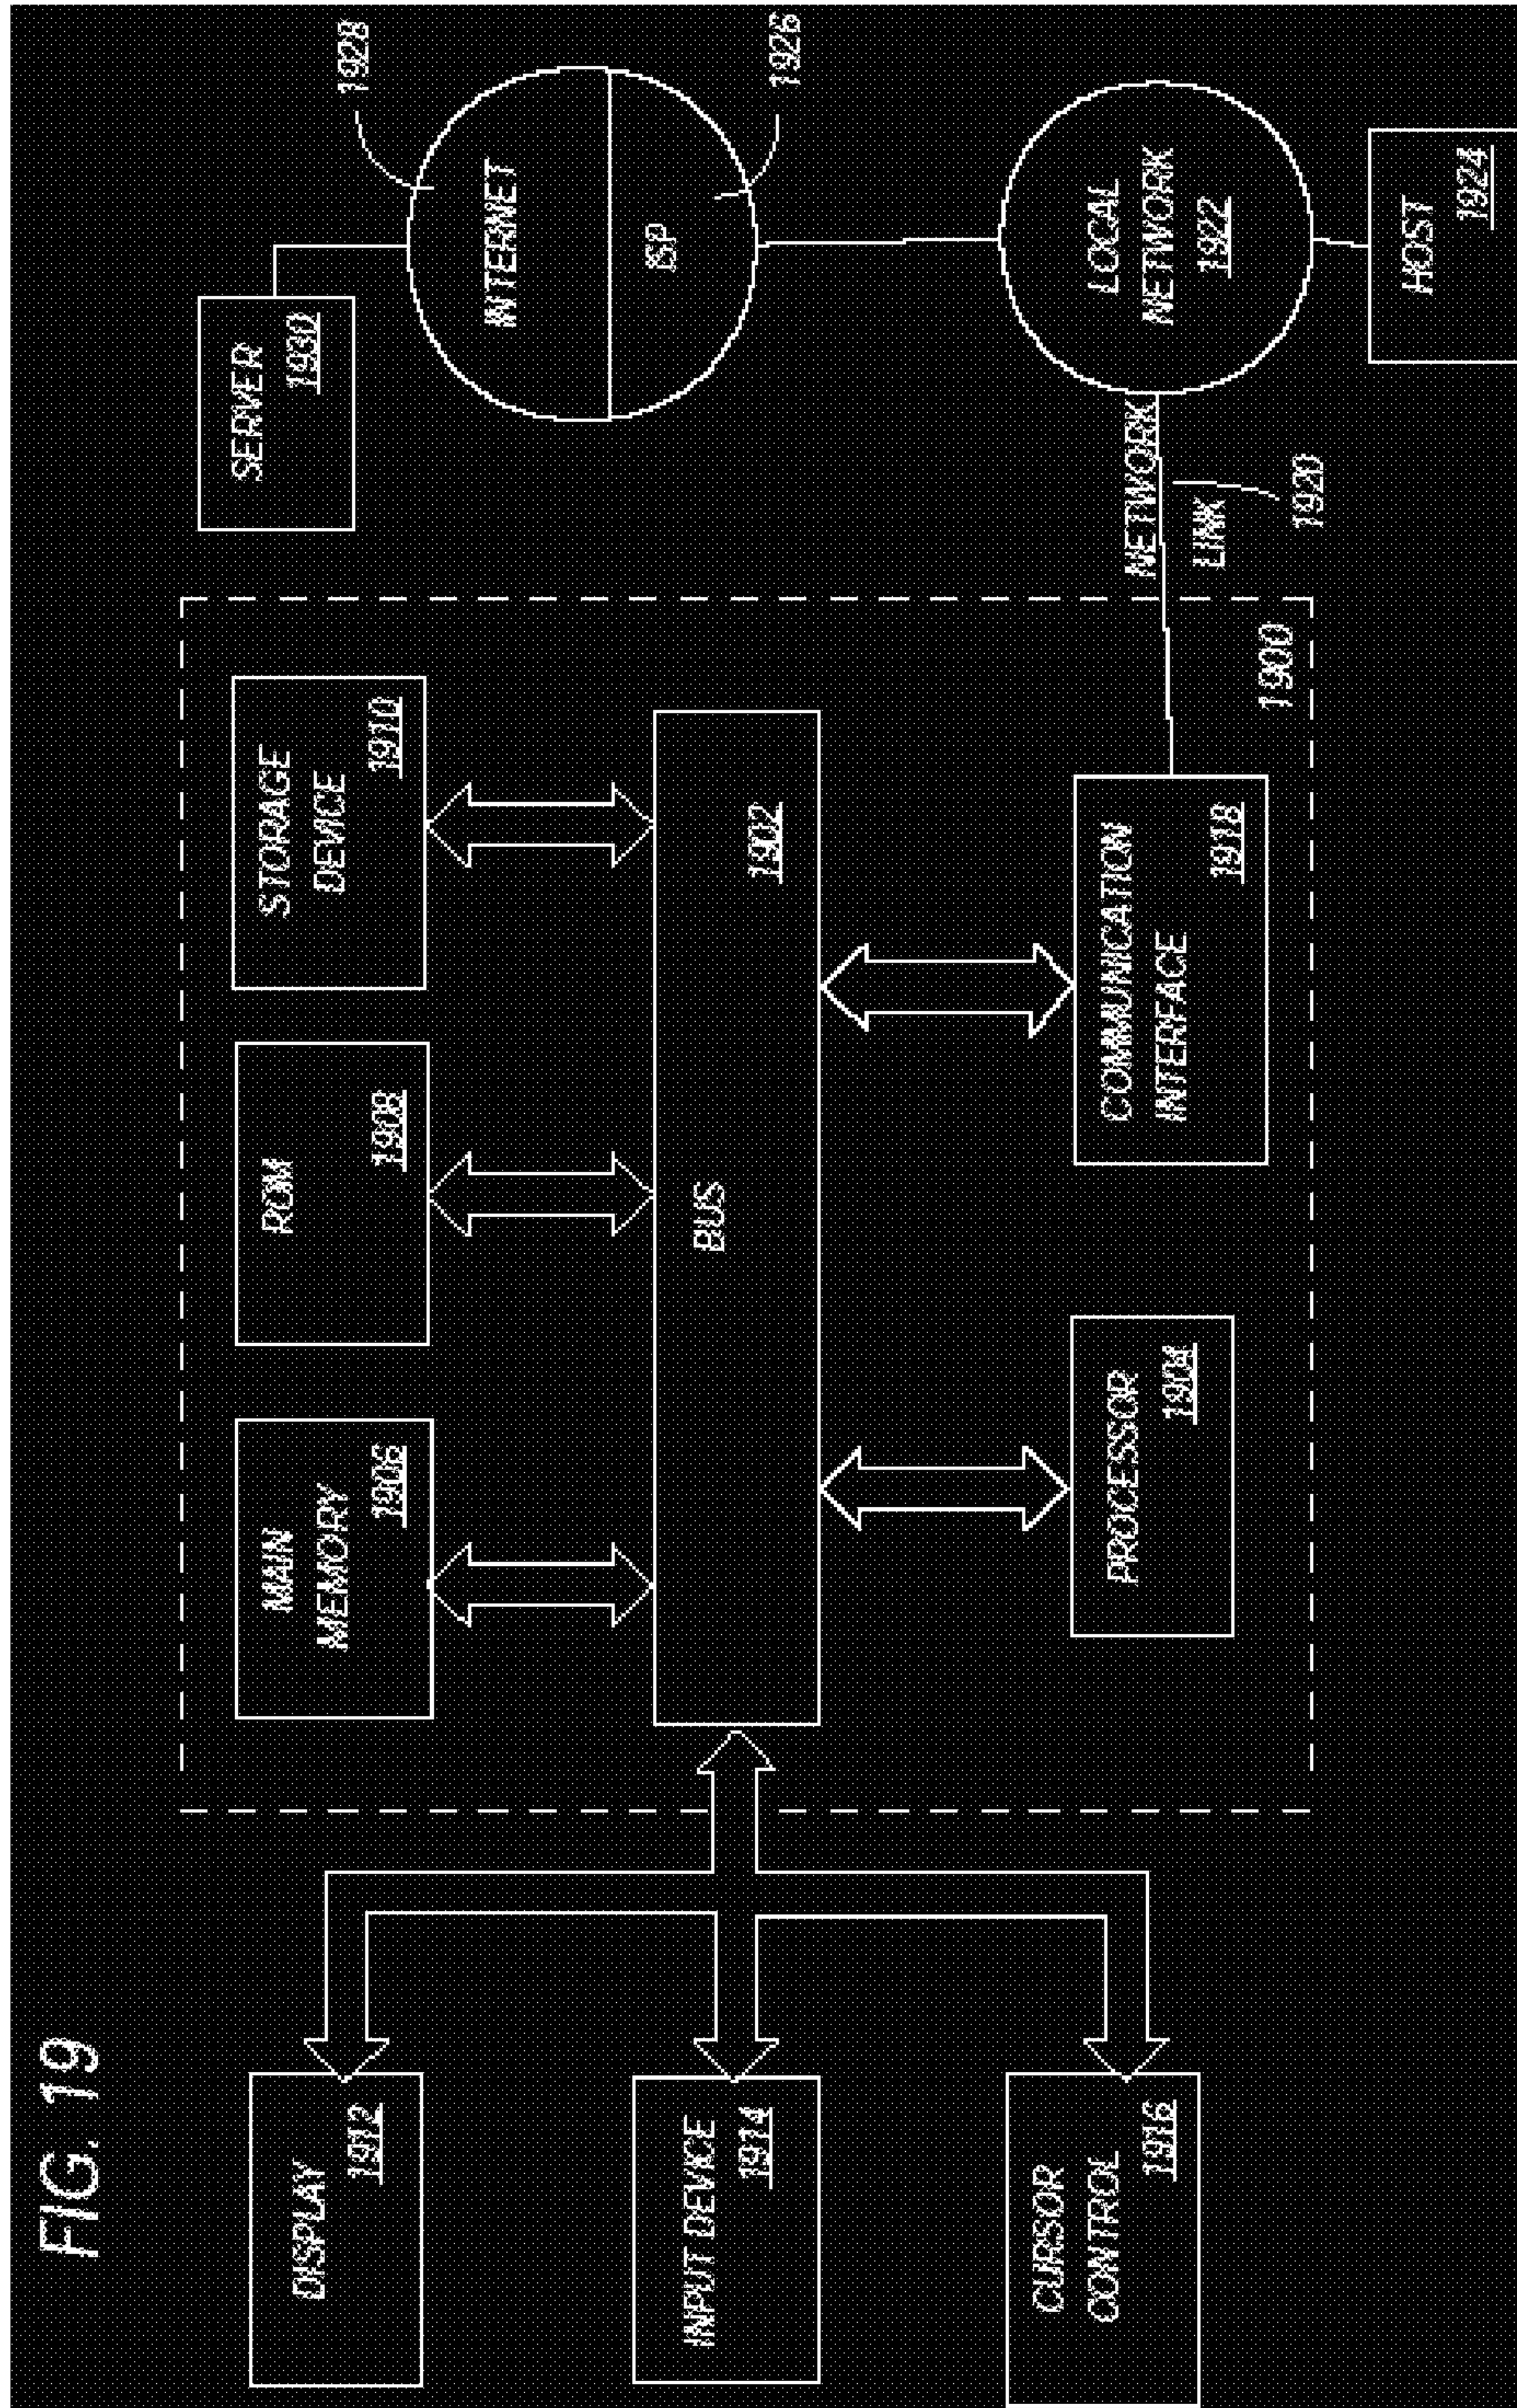 FIG. 19
DISPLAY
1912
INPUT DEVICE
1914
CURSOR
CONTROL
1916
MAIN
MEMORY
1906
ROM
1908
STORAGE
DEVICE
1910
BUS
1902
PROCESSOR
1904
COMMUNICATION
INTERFACE
1918
1900
SERVER
1930
1928
INTERNET
ISP
1926
NETWORK
LINK
1920
LOCAL
NETWORK
1922
HOST
1924